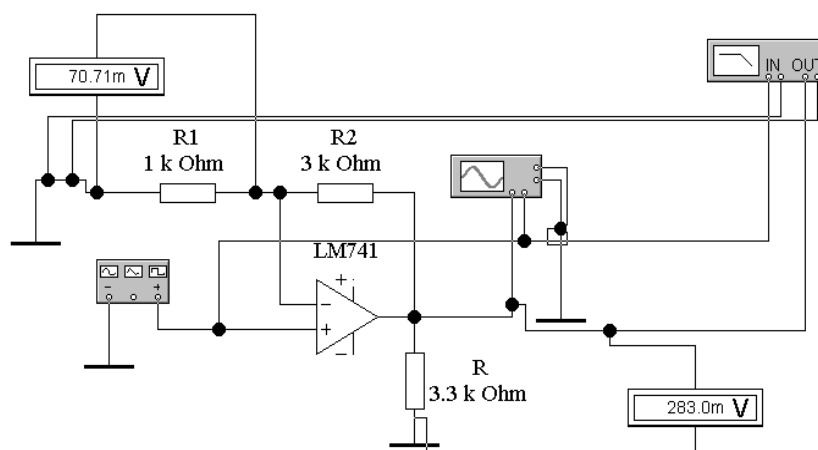 70.71m V
IN OUT
R1
1 k Ohm
R2
3 k Ohm
LM741
+
− +
−
+
−
R
3.3 k Ohm
283.0m V